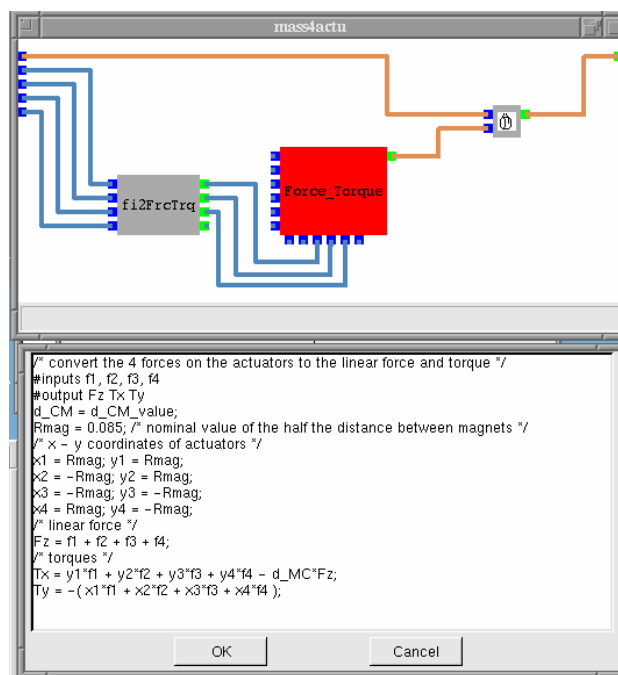 mass4actu
fi2FrcTrq
Force_Torque
/* convert the 4 forces on the actuators to the linear force and torque */
#inputs f1, f2, f3, f4
#output Fz Tx Ty
d_CM = d_CM_value;
Rmag = 0.085; /* nominal value of the half the distance between magnets */
/* x - y coordinates of actuators */
x1 = Rmag; y1 = Rmag;
x2 = -Rmag; y2 = Rmag;
x3 = -Rmag; y3 = -Rmag;
x4 = Rmag; y4 = -Rmag;
/* linear force */
Fz = f1 + f2 + f3 + f4;
/* torques */
Tx = y1*f1 + y2*f2 + y3*f3 + y4*f4 - d_MC*Fz;
Ty = -( x1*f1 + x2*f2 + x3*f3 + x4*f4 );
OK Cancel